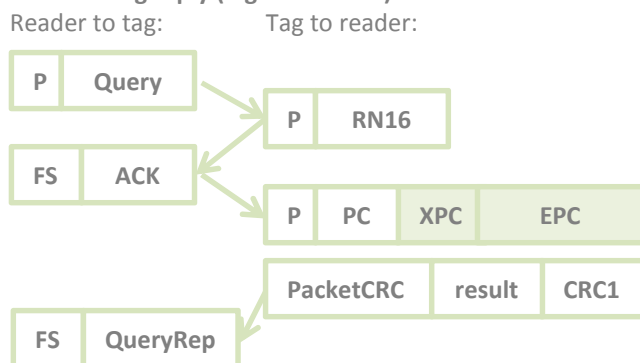 Reader to tag: Tag to reader:
P Query
P RN16
FS ACK
P PC XPC EPC
PacketCRC result CRC1
FS QueryRep